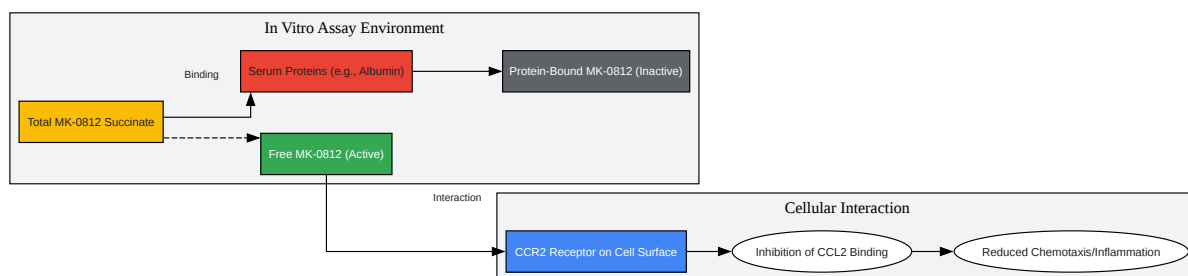 In Vitro Assay Environment
Binding
Serum Proteins (e.g., Albumin)
Protein-Bound MK-0812 (Inactive)
Total MK-0812 Succinate
Free MK-0812 (Active)
Interaction
Cellular Interaction
CCR2 Receptor on Cell Surface
Inhibition of CCL2 Binding
Reduced Chemotaxis/Inflammation